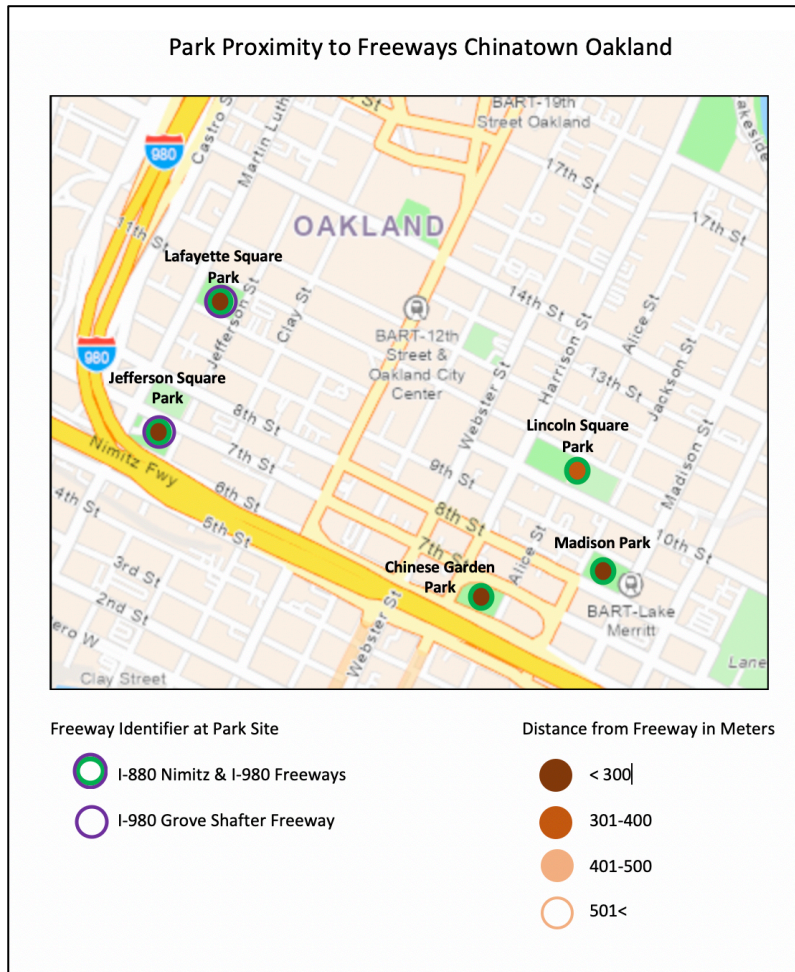 Park Proximity to Freeways Chinatown Oakland
980
Castro S
Martin Luth
St
BART-19th
Street Oakland
akeside
17th St
17th St
11th St
OAKLAND
Lafayette Square
Park
Jefferson St
Clay St
14th St
Alice St
Harrison St
BART-12th
Street &
Oakland City
Center
13th St
Jackson St
980
Jefferson Square
Park
Webster St
Lincoln Square
Park
Madison St
8th St
7th St
9th St
Nimitz Fwy
6th St
5th St
4th St
8th St
7th St
10th St
Alice St
Madison Park
Chinese Garden
Park
BART-Lake
Merritt
3rd St
2nd St
ero W
Webster St
Clay Street
Lane
Freeway Identifier at Park Site
I-880 Nimitz & I-980 Freeways
I-980 Grove Shafter Freeway
Distance from Freeway in Meters
< 300
301-400
401-500
501<